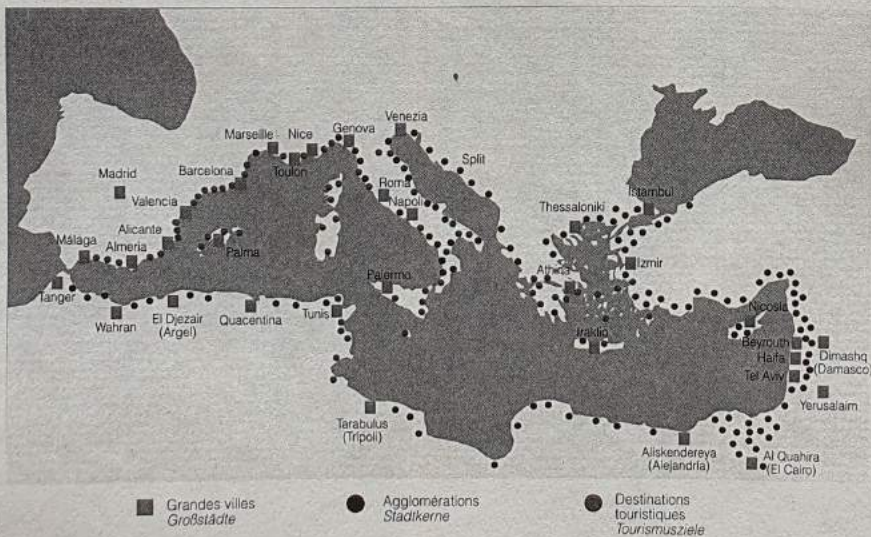 Venezia
Marseille
Nice
Genova
Split
Toulon
Madrid
Barcelona
Roma
Istambul
Valencia
Napoli
Thessaloniki
Alicante
Málaga
Almeria
Palma
Athina
Izmir
Palermo
Tanger
Nicosia
Wahran
El Djezair
(Argel)
Quacentina
Tunis
Iraklio
Beyrouth
Haifa
Dimashq
(Damasco)
Tel Aviv
Yerusalaim
Tarabulus
(Trípoli)
Aliskendereya
(Alejandría)
Al Quahira
(El Cairo)
Grandes villes
Großstädte
Agglomérations
Stadtkerne
Destinations
touristiques
Tourismusziele